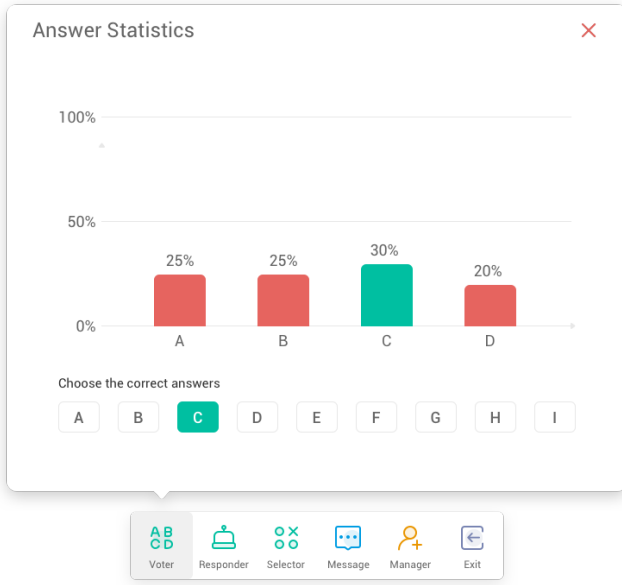 Answer Statistics
100%
50%
30%
25% 25%
20%
0%
A B C D
Choose the correct answers
A B C D E F G H I
A B
C D
Voter Responder Selector Message Manager Exit